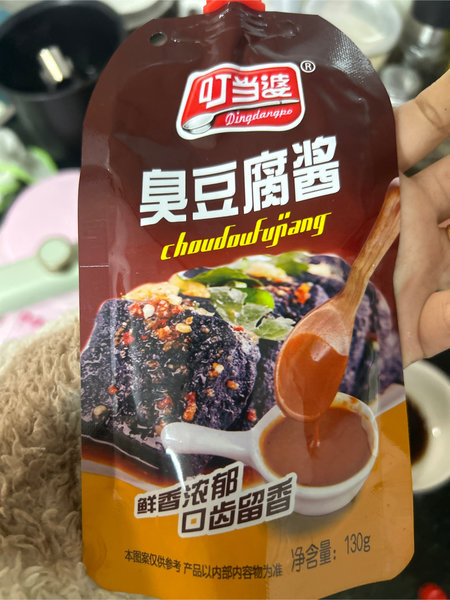 叮当婆®
Dingdangpo
臭豆腐酱
choudoufujiang
鲜香浓郁
口齿留香
本图案仅供参考 产品以内部内容物为准
净含量：130g